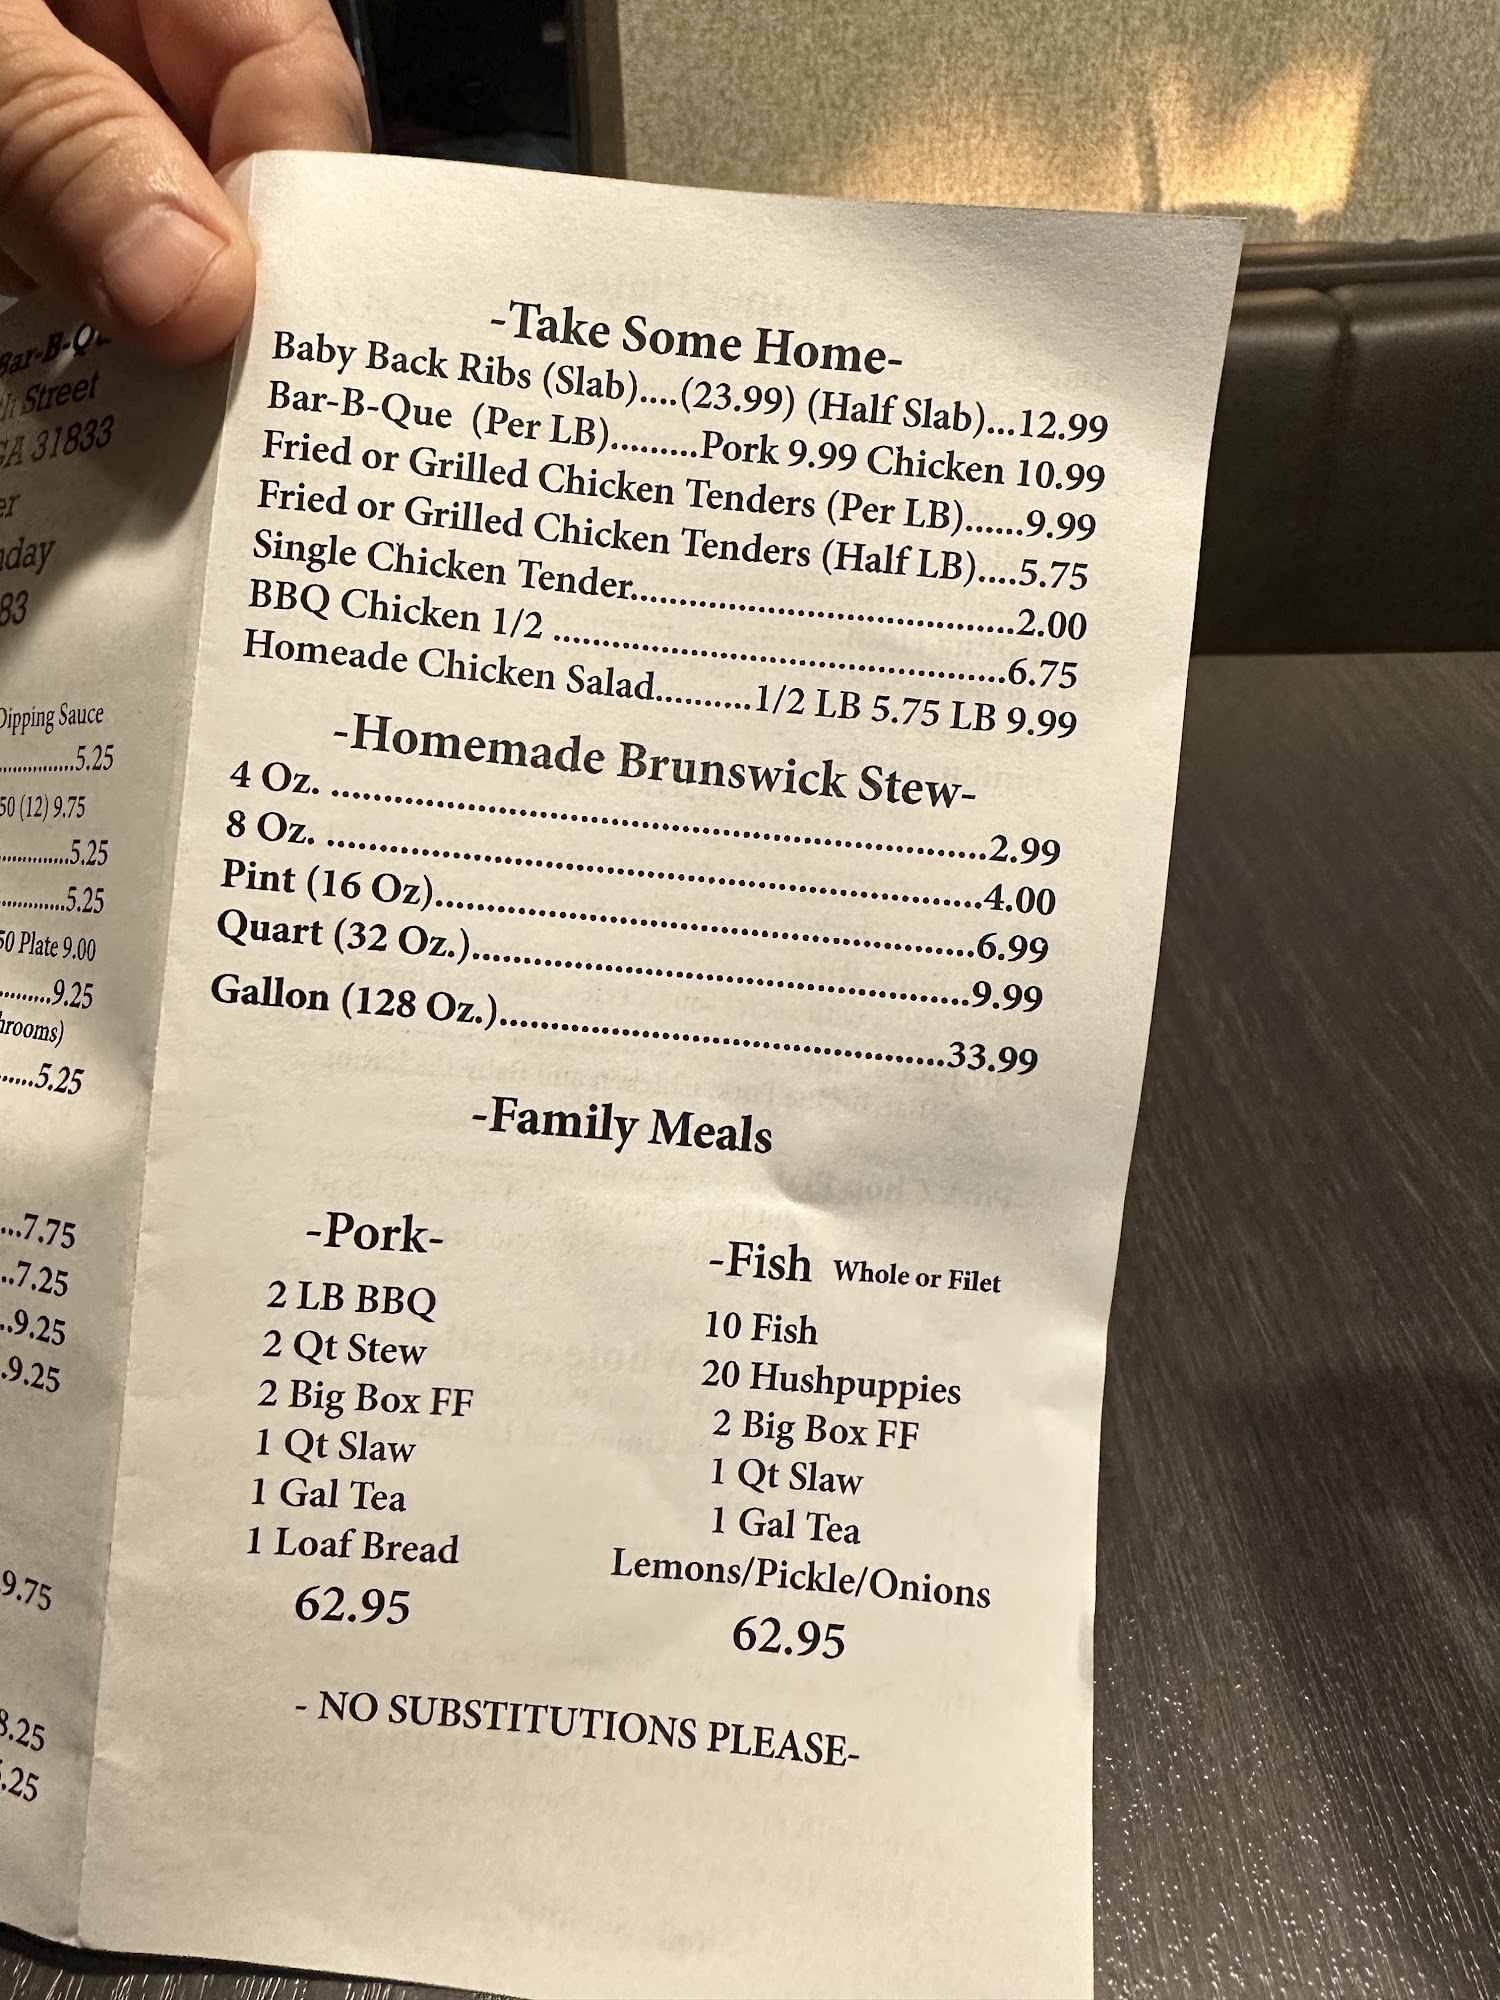 Bar-B-Q
Street
GA 31833
83
Dipping Sauce
...............5.25
50 (12) 9.75
..............5.25
.............5.25
50 Plate 9.00
..........9.25
hrooms)
......5.25
...7.75
..7.25
..9.25
.9.25
9.75
8.25
.25
-Take Some Home-
Baby Back Ribs (Slab)....(23.99) (Half Slab)...12.99
Bar-B-Que (Per LB).........Pork 9.99 Chicken 10.99
Fried or Grilled Chicken Tenders (Per LB)......9.99
Fried or Grilled Chicken Tenders (Half LB)....5.75
Single Chicken Tender........................................2.00
BBQ Chicken 1/2 ...............................................6.75
Homeade Chicken Salad..........1/2 LB 5.75 LB 9.99
-Homemade Brunswick Stew-
4 Oz. ....................................................................2.99
8 Oz. ....................................................................4.00
Pint (16 Oz).........................................................6.99
Quart (32 Oz.)....................................................9.99
Gallon (128 Oz.).............................................33.99
-Family Meals
-Pork-
2 LB BBQ
2 Qt Stew
2 Big Box FF
1 Qt Slaw
1 Gal Tea
1 Loaf Bread
62.95
-Fish Whole or Filet
10 Fish
20 Hushpuppies
2 Big Box FF
1 Qt Slaw
1 Gal Tea
Lemons/Pickle/Onions
62.95
- NO SUBSTITUTIONS PLEASE-